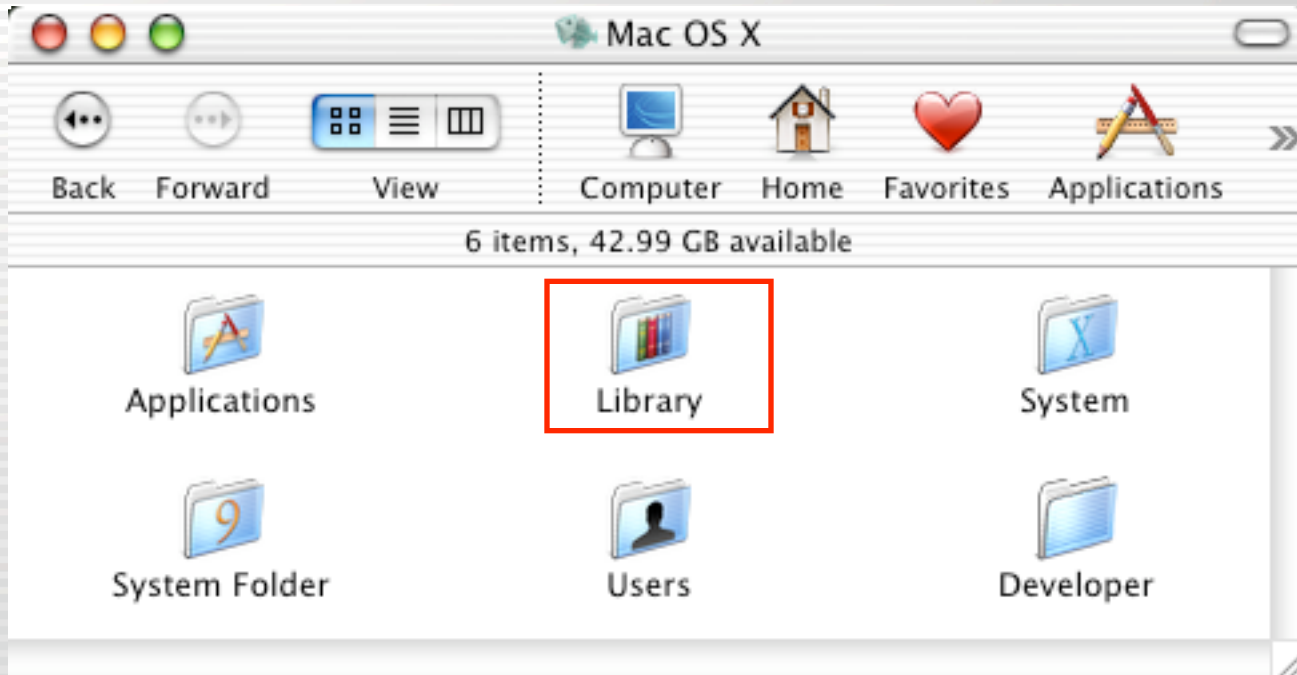 Mac OS X
Back Forward View Computer Home Favorites Applications
6 items, 42.99 GB available
Applications Library System
9
System Folder Users Developer